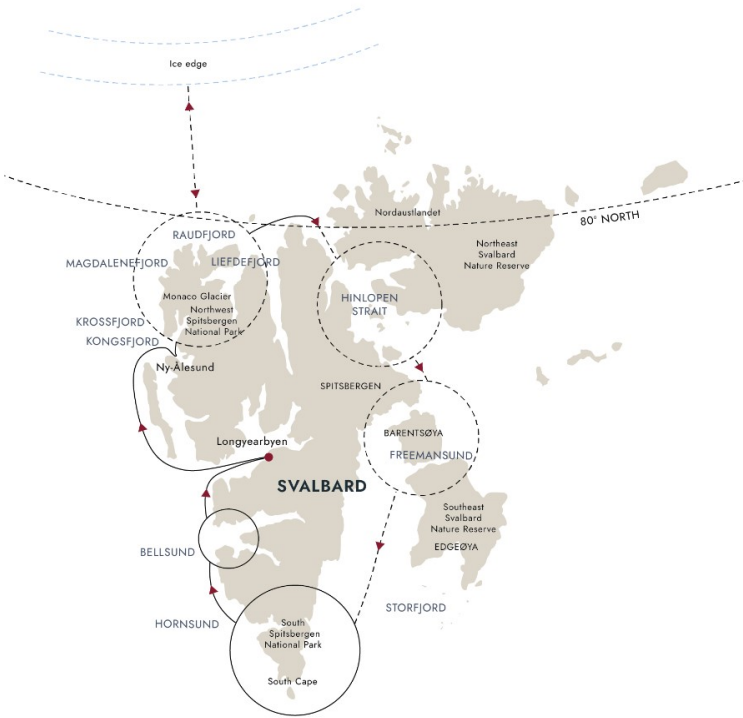 Ice edge
80° NORTH
Nordaustlandet
RAUDFJORD
Northeast
Svalbard
Nature Reserve
MAGDALENEFJORD
LIEFDEFJORD
Monaco Glacier
Northwest
Spitsbergen
National Park
HINLOPEN
STRAIT
KROSSFJORD
KONGSFJORD
Ny-Ålesund
SPITSBERGEN
BARENTSØYA
Longyearbyen
FREEMANSUND
SVALBARD
Southeast
Svalbard
Nature Reserve
EDGEØYA
BELLSUND
STORFJORD
HORNSUND
South
Spitsbergen
National Park
South Cape